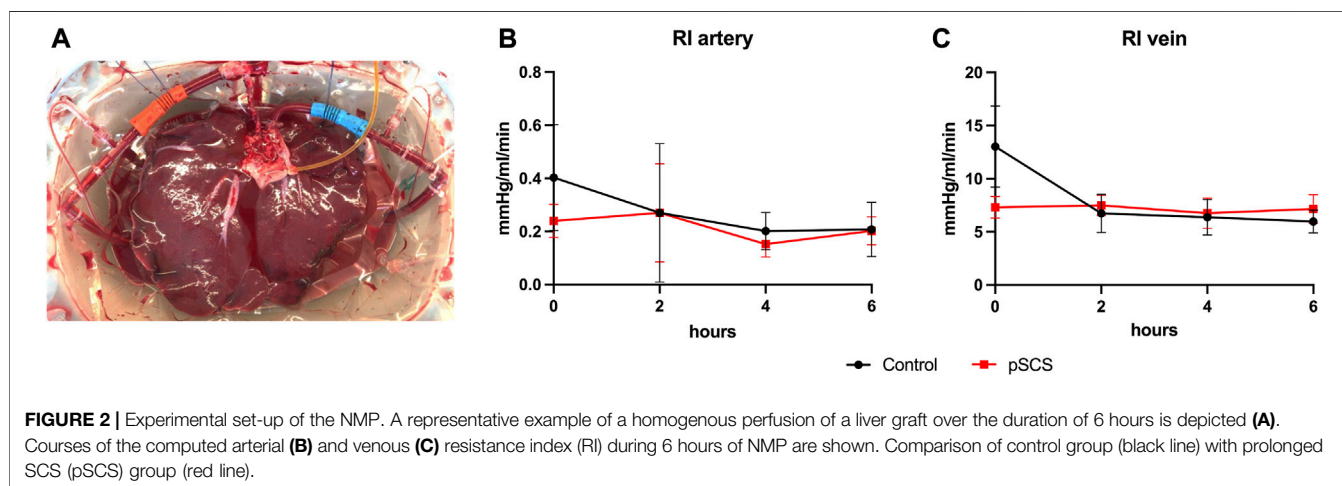 A
B
RI artery
mmHg/ml/min
0.8
0.6
0.4
0.2
0.0
0
2
4
6
hours
C
RI vein
mmHg/ml/min
20
15
10
5
0
0
2
4
6
hours
Control
pSCS
FIGURE 2 | Experimental set-up of the NMP. A representative example of a homogenous perfusion of a liver graft over the duration of 6 hours is depicted (A).
Courses of the computed arterial (B) and venous (C) resistance index (RI) during 6 hours of NMP are shown. Comparison of control group (black line) with prolonged
SCS (pSCS) group (red line).